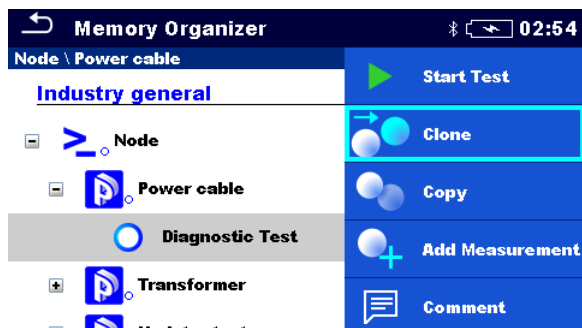 Memory Organizer
02:54
Node \ Power cable
Industry general
Node
Power cable
Diagnostic Test
Transformer
Start Test
Clone
Copy
Add Measurement
Comment